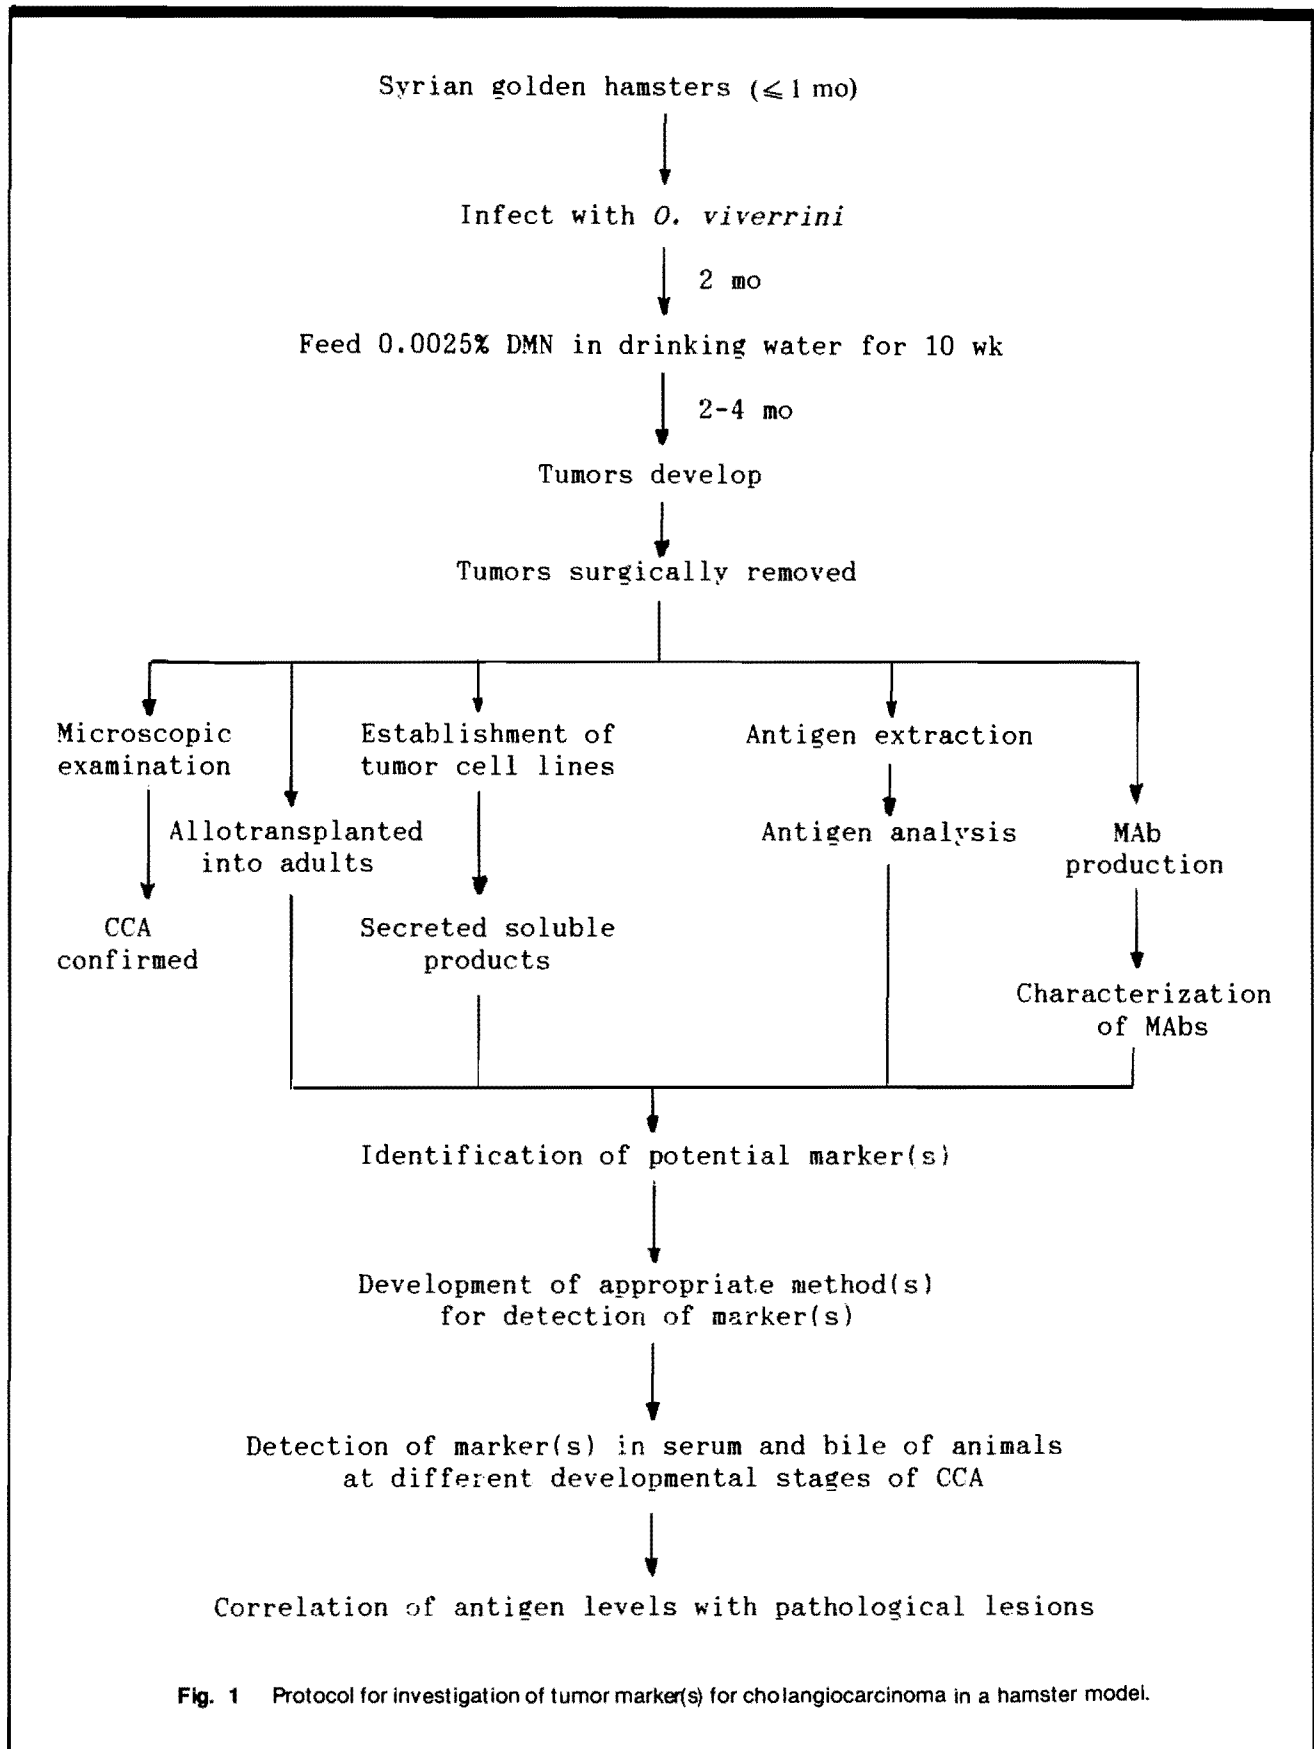 Syrian golden hamsters (⩽ 1 mo)
Infect with O. viverrini
2 mo
Feed 0.0025% DMN in drinking water for 10 wk
2-4 mo
Tumors develop
Tumors surgically removed
Microscopic
examination
CCA
confirmed
Allotransplanted
into adults
Establishment of
tumor cell lines
Secreted soluble
products
Antigen extraction
Antigen analysis
MAb
production
Characterization
of MAbs
Identification of potential marker(s)
Development of appropriate method(s)
for detection of marker(s)
Detection of marker(s) in serum and bile of animals
at different developmental stages of CCA
Correlation of antigen levels with pathological lesions
Fig. 1 Protocol for investigation of tumor marker(s) for cholangiocarcinoma in a hamster model.